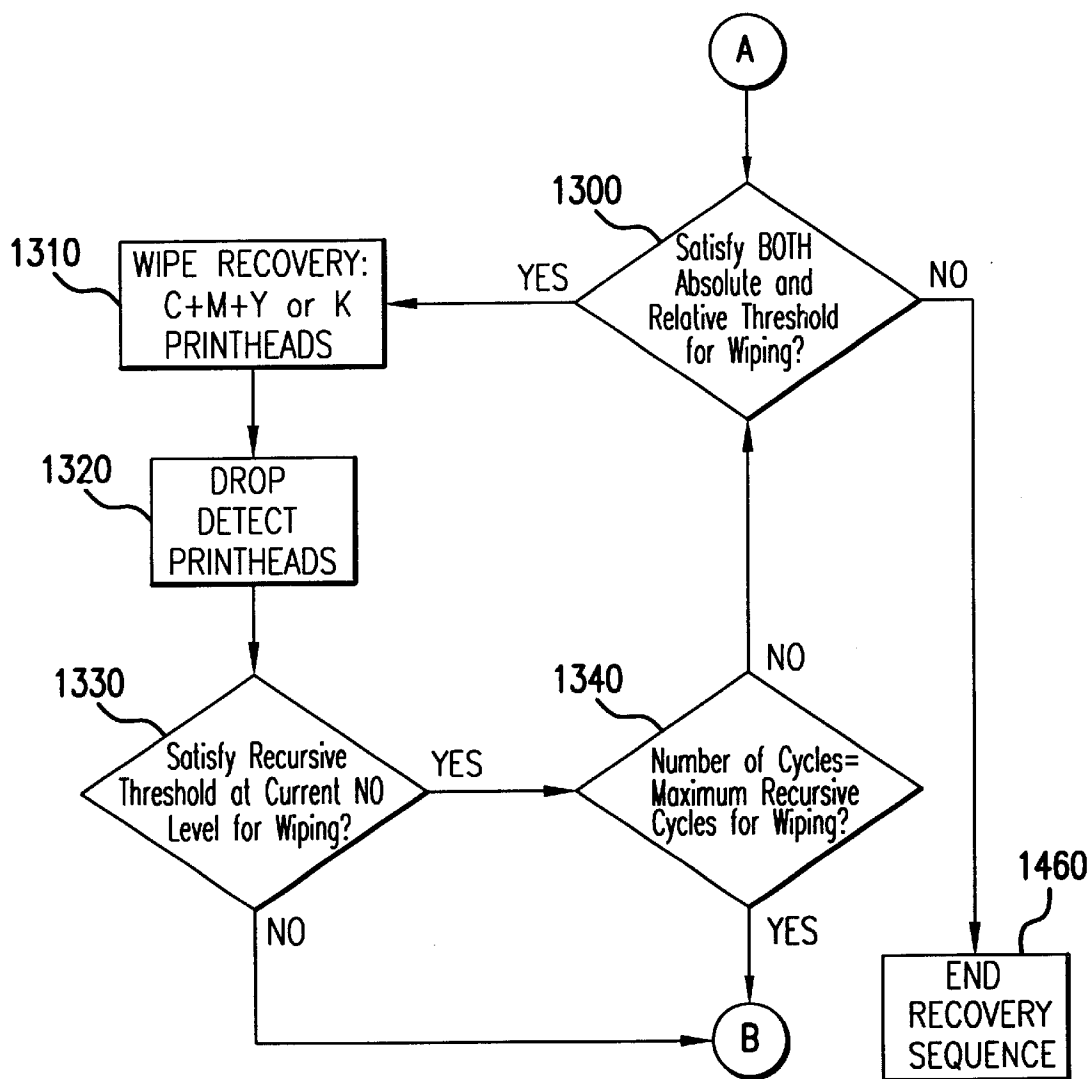 A
1300
Satisfy BOTH
Absolute and
Relative Threshold
for Wiping?
YES
NO
1310
WIPE RECOVERY:
C+M+Y or K
PRINTHEADS
1320
DROP
DETECT
PRINTHEADS
1330
Satisfy Recursive
Threshold at Current NO
Level for Wiping?
YES
NO
1340
NO
Number of Cycles=
Maximum Recursive
Cycles for Wiping?
YES
B
1460
END
RECOVERY
SEQUENCE